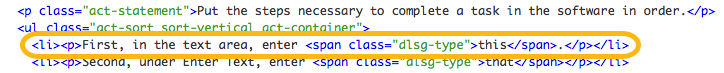 <p class="act-statement">Put the steps necessary to complete a task in the software in order.</p>
<ul class="act-sort sort-vertical act-container">
<li><p>First, in the text area, enter <span class="dlsg-type">this</span>.</p></li>
<li><p>Second, under Enter Text, enter <span class="dlsg-type">that</span></p></li>